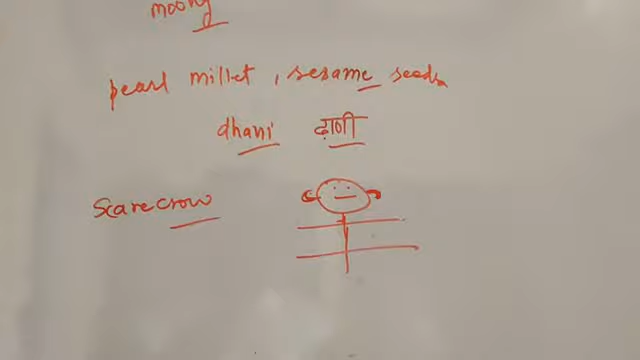 moong
pearl millet, sesame seeds
dhani ढ़ाणी
Scarecrow